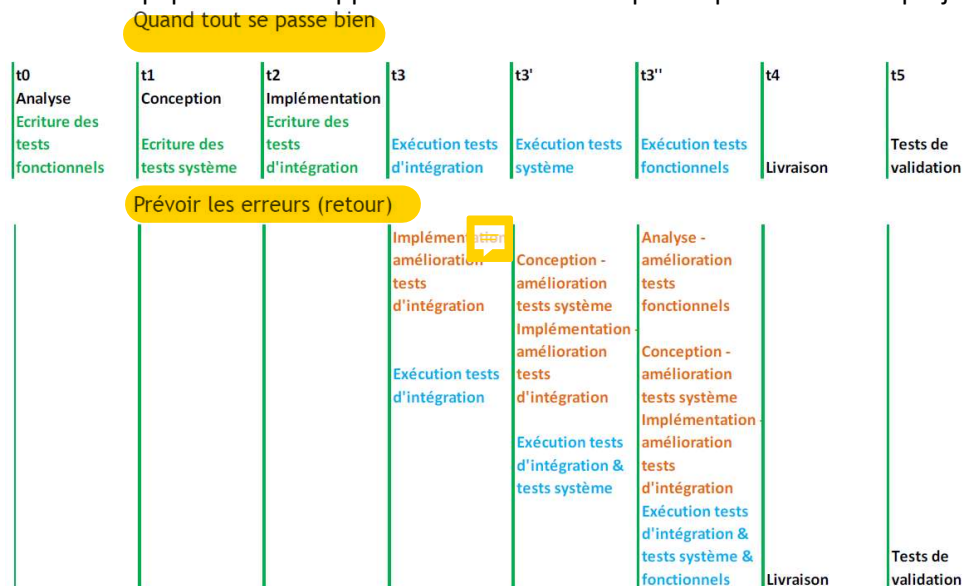 Quand tout se passe bien
t0
Analyse
Ecriture des
tests
fonctionnels
t1
Conception
Ecriture des
tests système
t2
Implémentation
Ecriture des
tests
d'intégration
t3
Exécution tests
d'intégration
t3'
Exécution tests
système
t3''
Exécution tests
fonctionnels
t4
Livraison
t5
Tests de
validation
Prévoir les erreurs (retour)
Implémentation
amélioration
tests
d'intégration
Exécution tests
d'intégration
Conception -
amélioration
tests système
Implémentation -
amélioration
tests
d'intégration
Exécution tests
d'intégration &
tests système
Analyse -
amélioration
tests
fonctionnels
Conception -
amélioration
tests système
Implémentation -
amélioration
tests
d'intégration
Exécution tests
d'intégration &
tests système &
fonctionnels
Livraison
Tests de
validation